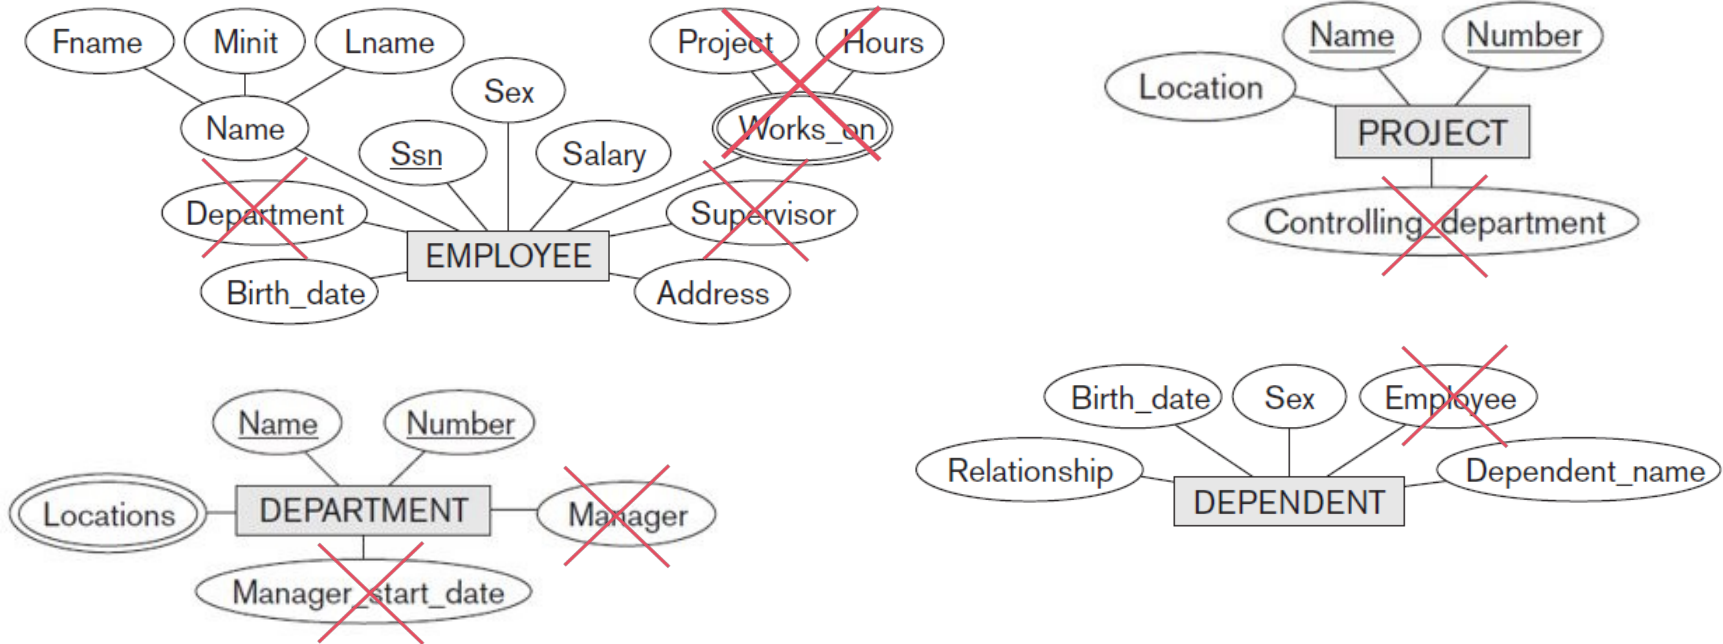 Fname
Minit
Lname
Name
Sex
Ssn
Salary
Project
Hours
Works_on
Department
Supervisor
EMPLOYEE
Birth_date
Address
Name
Number
Location
PROJECT
Controlling_department
Name
Number
Locations
DEPARTMENT
Manager
Manager_start_date
Birth_date
Sex
Employee
Relationship
Dependent_name
DEPENDENT